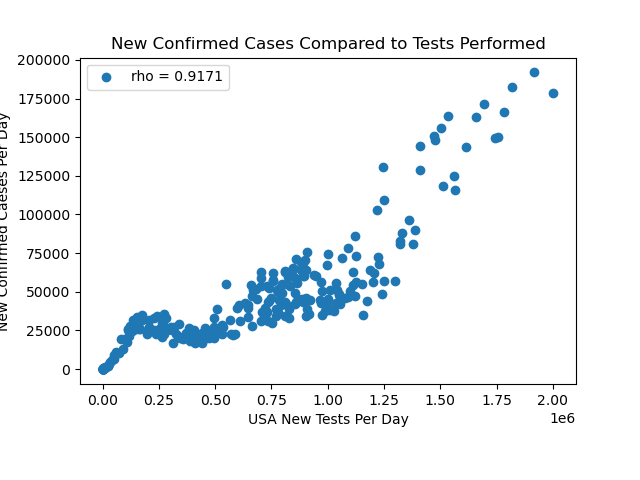 New Confirmed Cases Compared to Tests Performed
rho = 0.9171
200000
175000
150000
125000
100000
75000
50000
25000
0
New Confirmed Caeses Per Day
0.00 0.25 0.50 0.75 1.00 1.25 1.50 1.75 2.00
1e6
USA New Tests Per Day